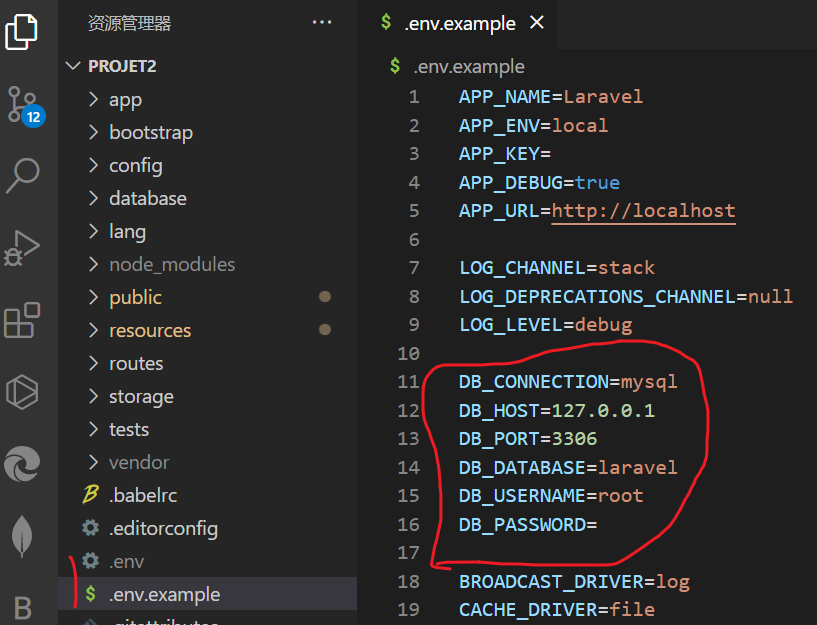 资源管理器
···
PROJET2
app
bootstrap
config
database
lang
node_modules
public
resources
routes
storage
tests
vendor
.babelrc
.editorconfig
.env
$ .env.example
.gitattributes
12
B
$ .env.example
$ .env.example
1 APP_NAME=Laravel
2 APP_ENV=local
3 APP_KEY=
4 APP_DEBUG=true
5 APP_URL=http://localhost
6
7 LOG_CHANNEL=stack
8 LOG_DEPRECATIONS_CHANNEL=null
9 LOG_LEVEL=debug
10
11 DB_CONNECTION=mysql
12 DB_HOST=127.0.0.1
13 DB_PORT=3306
14 DB_DATABASE=laravel
15 DB_USERNAME=root
16 DB_PASSWORD=
17
18 BROADCAST_DRIVER=log
19 CACHE_DRIVER=file